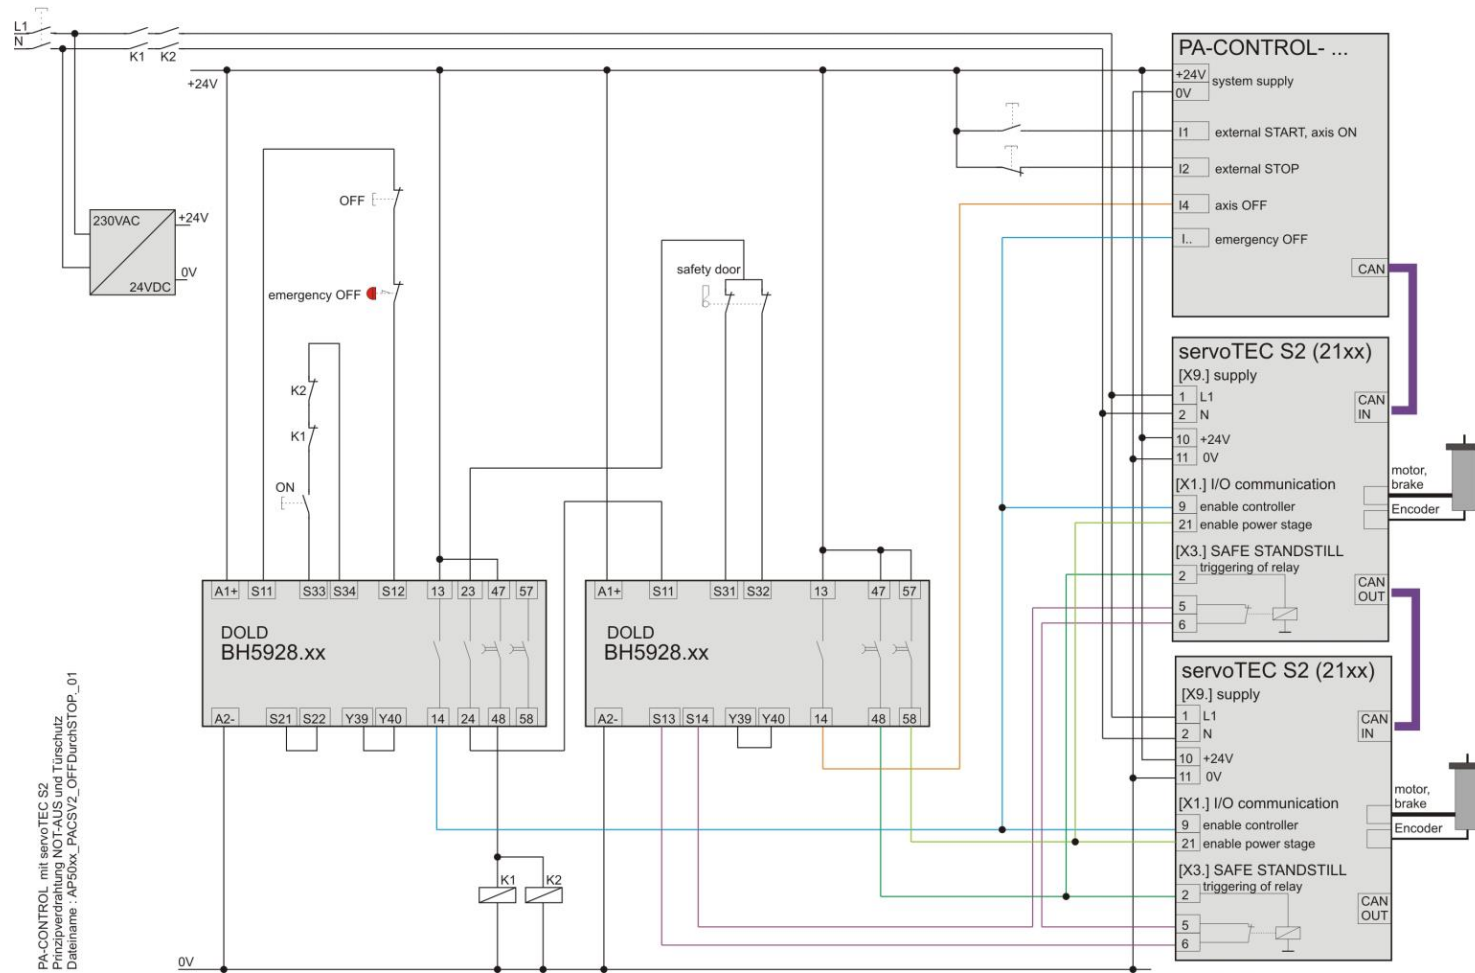 L1
N
K1 K2
+24V
230VAC
24VDC
+24V
0V
OFF
emergency OFF
K2
K1
ON
safety door
A1+ S11 S33 S34 S12 13 23 47 57
DOLD
BH5928.xx
A2- S21 S22 Y39 Y40 14 24 48 58
A1+ S11 S31 S32 13 47 57
DOLD
BH5928.xx
A2- S13 S14 Y39 Y40 14 48 58
K1 K2
0V
PA-CONTROL- ...
+24V system supply
0V
I1 external START, axis ON
I2 external STOP
I4 axis OFF
I.. emergency OFF
CAN
servoTEC S2 (21xx)
[X9.] supply
1 L1
2 N
CAN
IN
10 +24V
11 0V
[X1.] I/O communication
9 enable controller
21 enable power stage
[X3.] SAFE STANDSTILL
triggering of relay
2
5
6
CAN
OUT
motor,
brake
Encoder
servoTEC S2 (21xx)
[X9.] supply
1 L1
2 N
CAN
IN
10 +24V
11 0V
[X1.] I/O communication
9 enable controller
21 enable power stage
[X3.] SAFE STANDSTILL
triggering of relay
2
5
6
CAN
OUT
motor,
brake
Encoder
PA-CONTROL mit servoTEC S2
Prinzipverdrahtung NOT-AUS und Türschutz
Dateiname : AP50xx_PACSV2_OFFDurchSTOP_01